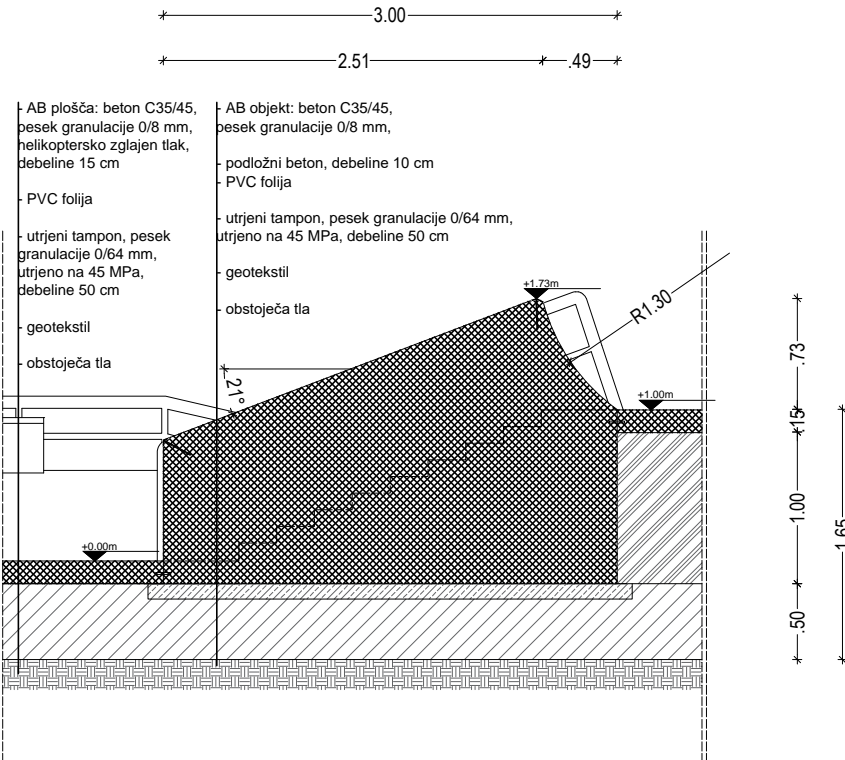 3.00
2.51
.49
- AB plošča: beton C35/45,
pesek granulacije 0/8 mm,
helikoptersko zglajen tlak,
debeline 15 cm
- PVC folija
- utrjeni tampon, pesek
granulacije 0/64 mm,
utrjeno na 45 MPa,
debeline 50 cm
- geotekstil
- obstoječa tla
- AB objekt: beton C35/45,
pesek granulacije 0/8 mm,
- podložni beton, debeline 10 cm
- PVC folija
- utrjeni tampon, pesek granulacije 0/64 mm,
utrjeno na 45 MPa, debeline 50 cm
- geotekstil
- obstoječa tla
+1.73m
R1.30
21°
+1.00m
+0.00m
.73
.15
1.00
.50
1.65